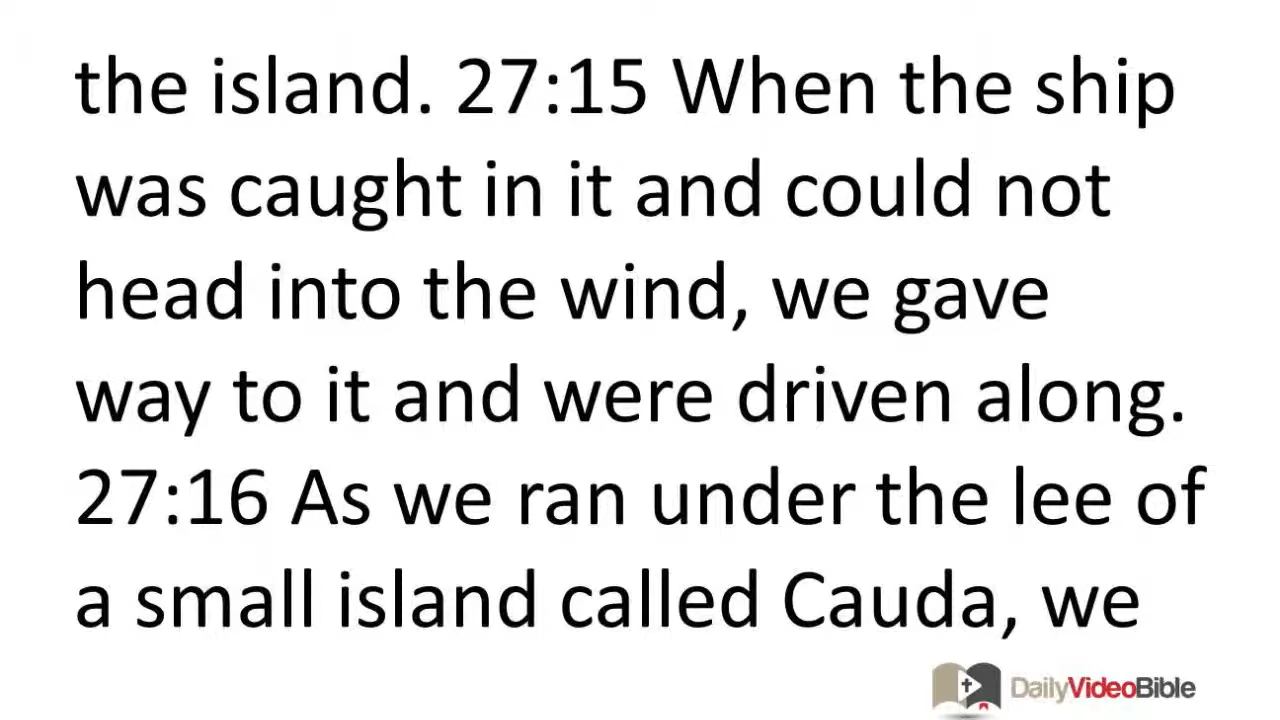 the island. 27:15 When the ship
was caught in it and could not
head into the wind, we gave
way to it and were driven along.
27:16 As we ran under the lee of
a small island called Cauda, we
DailyVideoBible